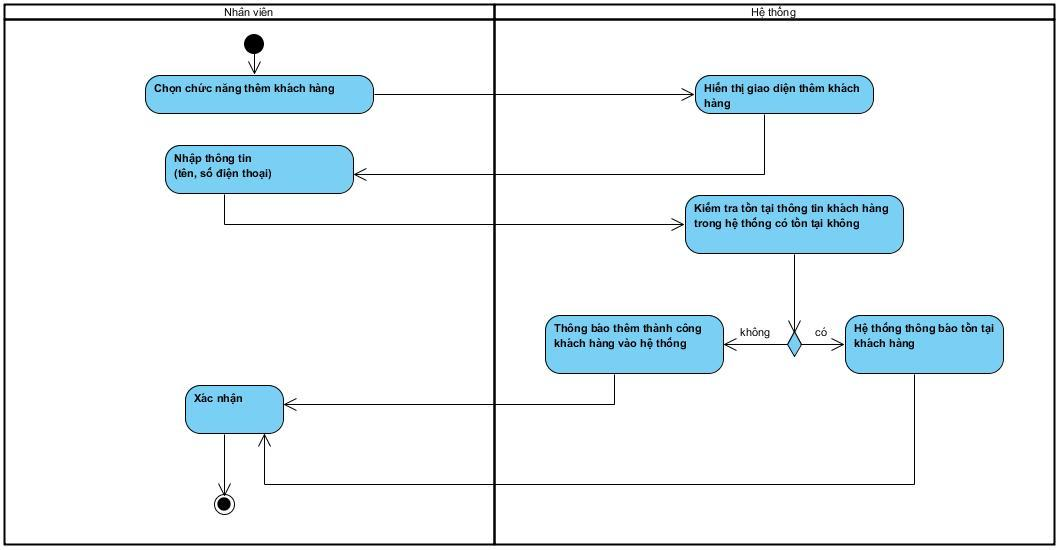 Nhân viên
Hệ thống
Chọn chức năng thêm khách hàng
Hiển thị giao diện thêm khách
hàng
Nhập thông tin
(tên, số điện thoại)
Kiểm tra tồn tại thông tin khách hàng
trong hệ thống có tồn tại không
Thông báo thêm thành công
khách hàng vào hệ thống
không
có
Hệ thống thông báo tồn tại
khách hàng
Xác nhận